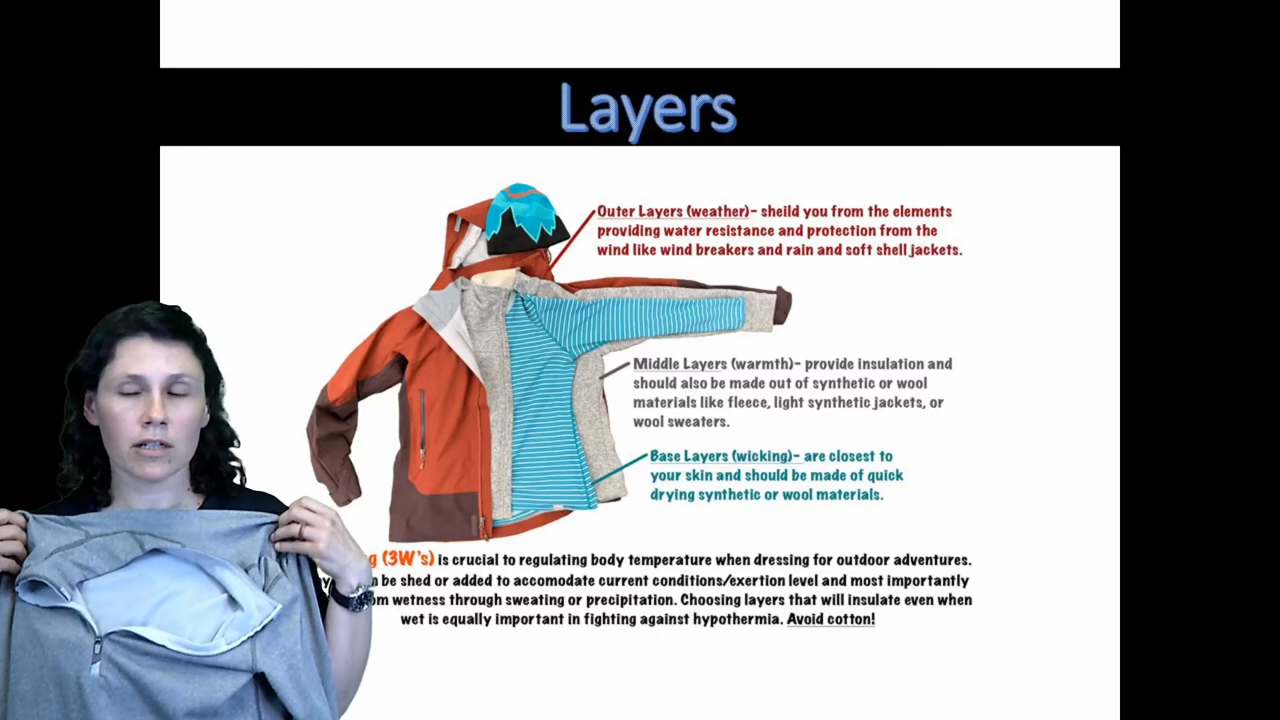 Layers
Outer Layers (weather)- sheild you from the elements
providing water resistance and protection from the
wind like wind breakers and rain and soft shell jackets.
Middle Layers (warmth)- provide insulation and
should also be made out of synthetic or wool
materials like fleece, light synthetic jackets, or
wool sweaters.
Base Layers (wicking)- are closest to
your skin and should be made of quick
drying synthetic or wool materials.
(3W's) is crucial to regulating body temperature when dressing for outdoor adventures.
be shed or added to accomodate current conditions/exertion level and most importantly
wetness through sweating or precipitation. Choosing layers that will insulate even when
wet is equally important in fighting against hypothermia. Avoid cotton!